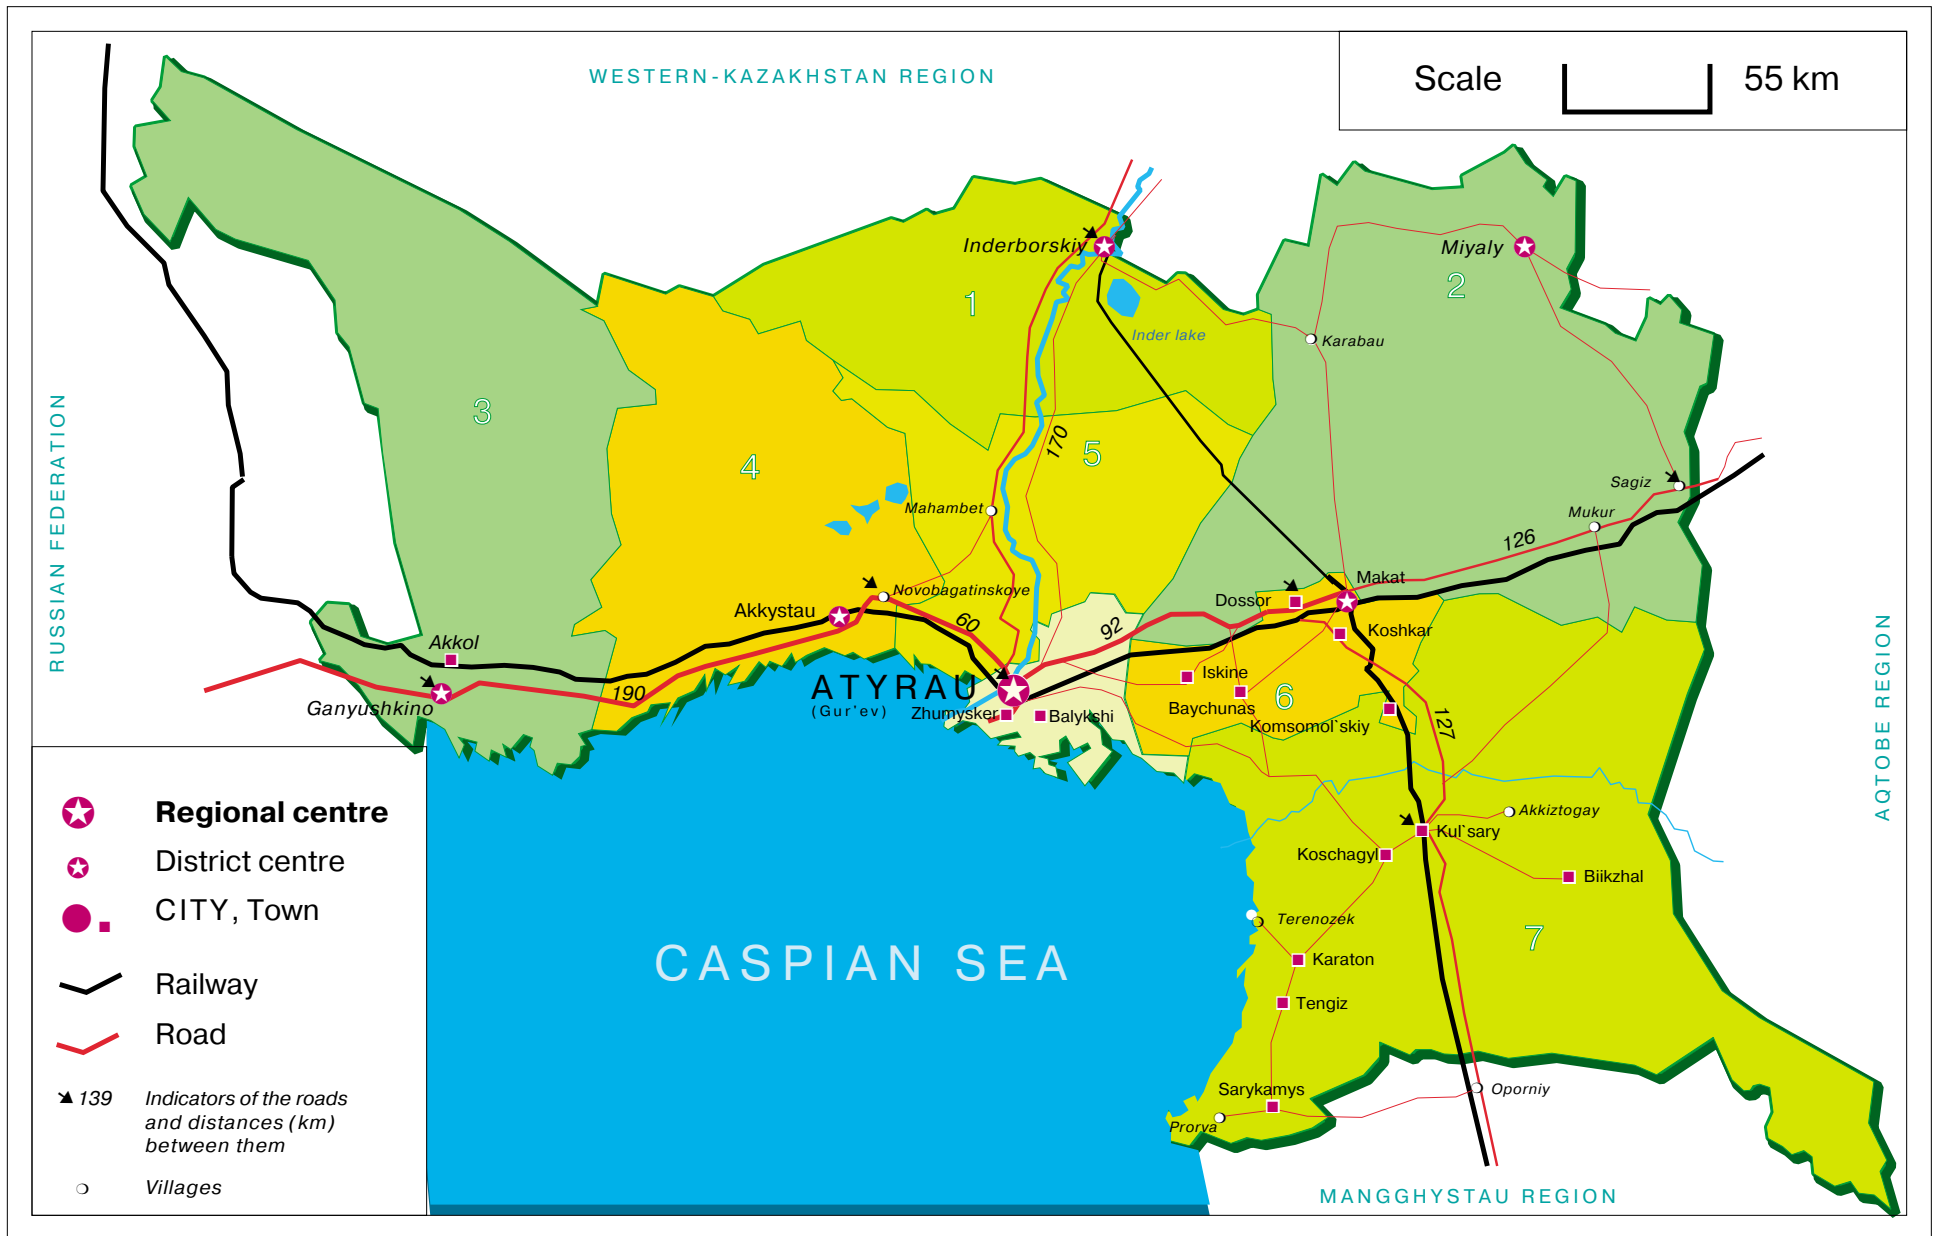 WESTERN-KAZAKHSTAN REGION
Scale
55 km
Inderborskiy
Miyaly
1
2
Inder lake
Karabau
3
4
5
170
RUSSIAN FEDERATION
Sagiz
Mahambet
Mukur
126
Makat
Novobagatinskoye
Dossor
Akkystau
60
92
Koshkar
Akkol
AQTOBE REGION
Iskine
ATYRAU
(Gur'ev)
190
Ganyushkino
Zhumysker
Balykshi
Baychunas
6
Komsomol`skiy
127
Regional centre
District centre
CITY, Town
Railway
Road
139
Indicators of the roads
and distances (km)
between them
Villages
Akkiztogay
Kul`sary
Koschagyl
Biikzhal
Terenozek
7
CASPIAN SEA
Karaton
Tengiz
Sarykamys
Oporniy
Prorva
MANGGHYSTAU REGION